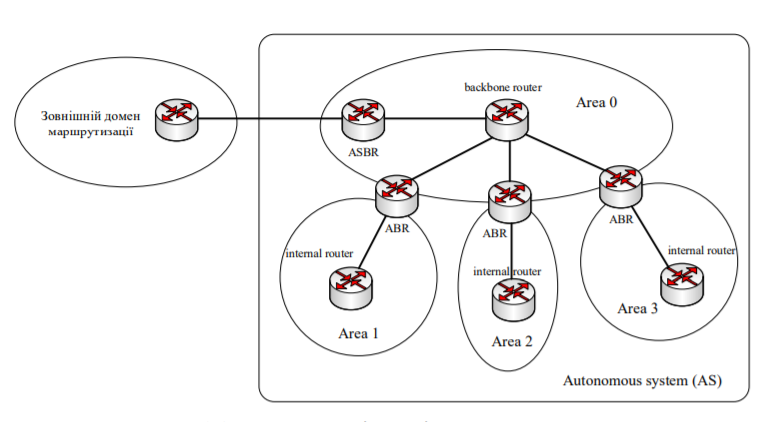 backbone router
Area 0
Зовнішній домен
маршрутизації
ASBR
ABR
ABR
ABR
internal router
internal router
internal router
Area 1
Area 2
Area 3
Autonomous system (AS)